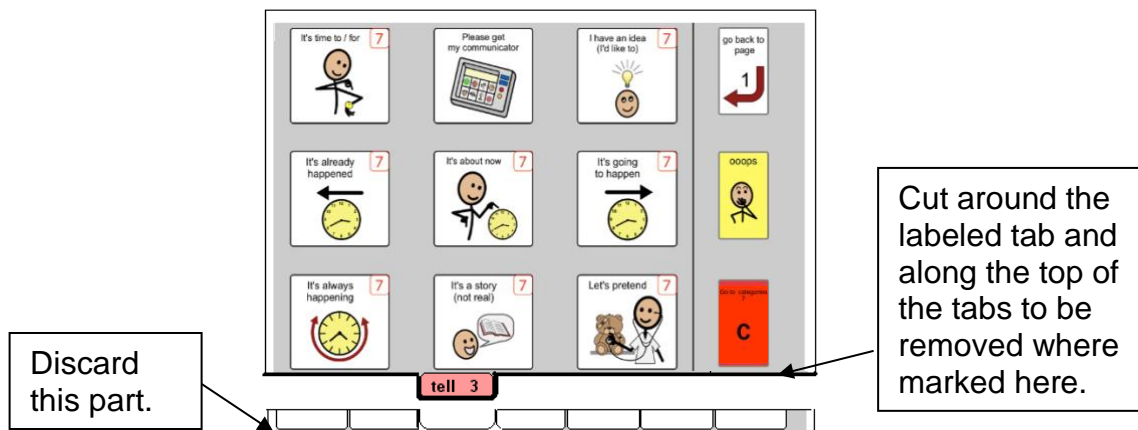 It's time to / for 7
Please get
my communicator
I have an idea 7
(I'd like to)
go back to
page
1
It's already 7
happened
It's about now 7
It's going 7
to happen
ooops
It's always 7
happening
It's a story 7
(not real)
Let's pretend 7
Go to categories
C
tell 3
Discard
this part.
Cut around the
labeled tab and
along the top of
the tabs to be
removed where
marked here.